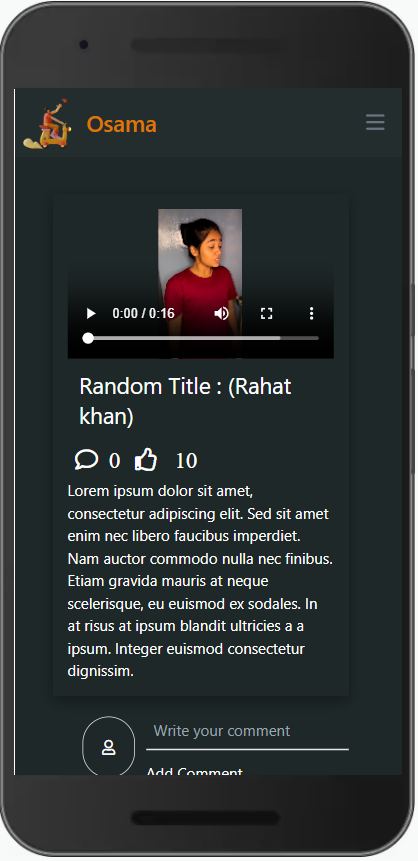 Osama
0:00 / 0:16
Random Title : (Rahat
khan)
0 10
Lorem ipsum dolor sit amet,
consectetur adipiscing elit. Sed sit amet
enim nec libero faucibus imperdiet.
Nam auctor commodo nulla nec finibus.
Etiam gravida mauris at neque
scelerisque, eu euismod ex sodales. In
at risus at ipsum blandit ultricies a a
ipsum. Integer euismod consectetur
dignissim.
Write your comment
Add Comment